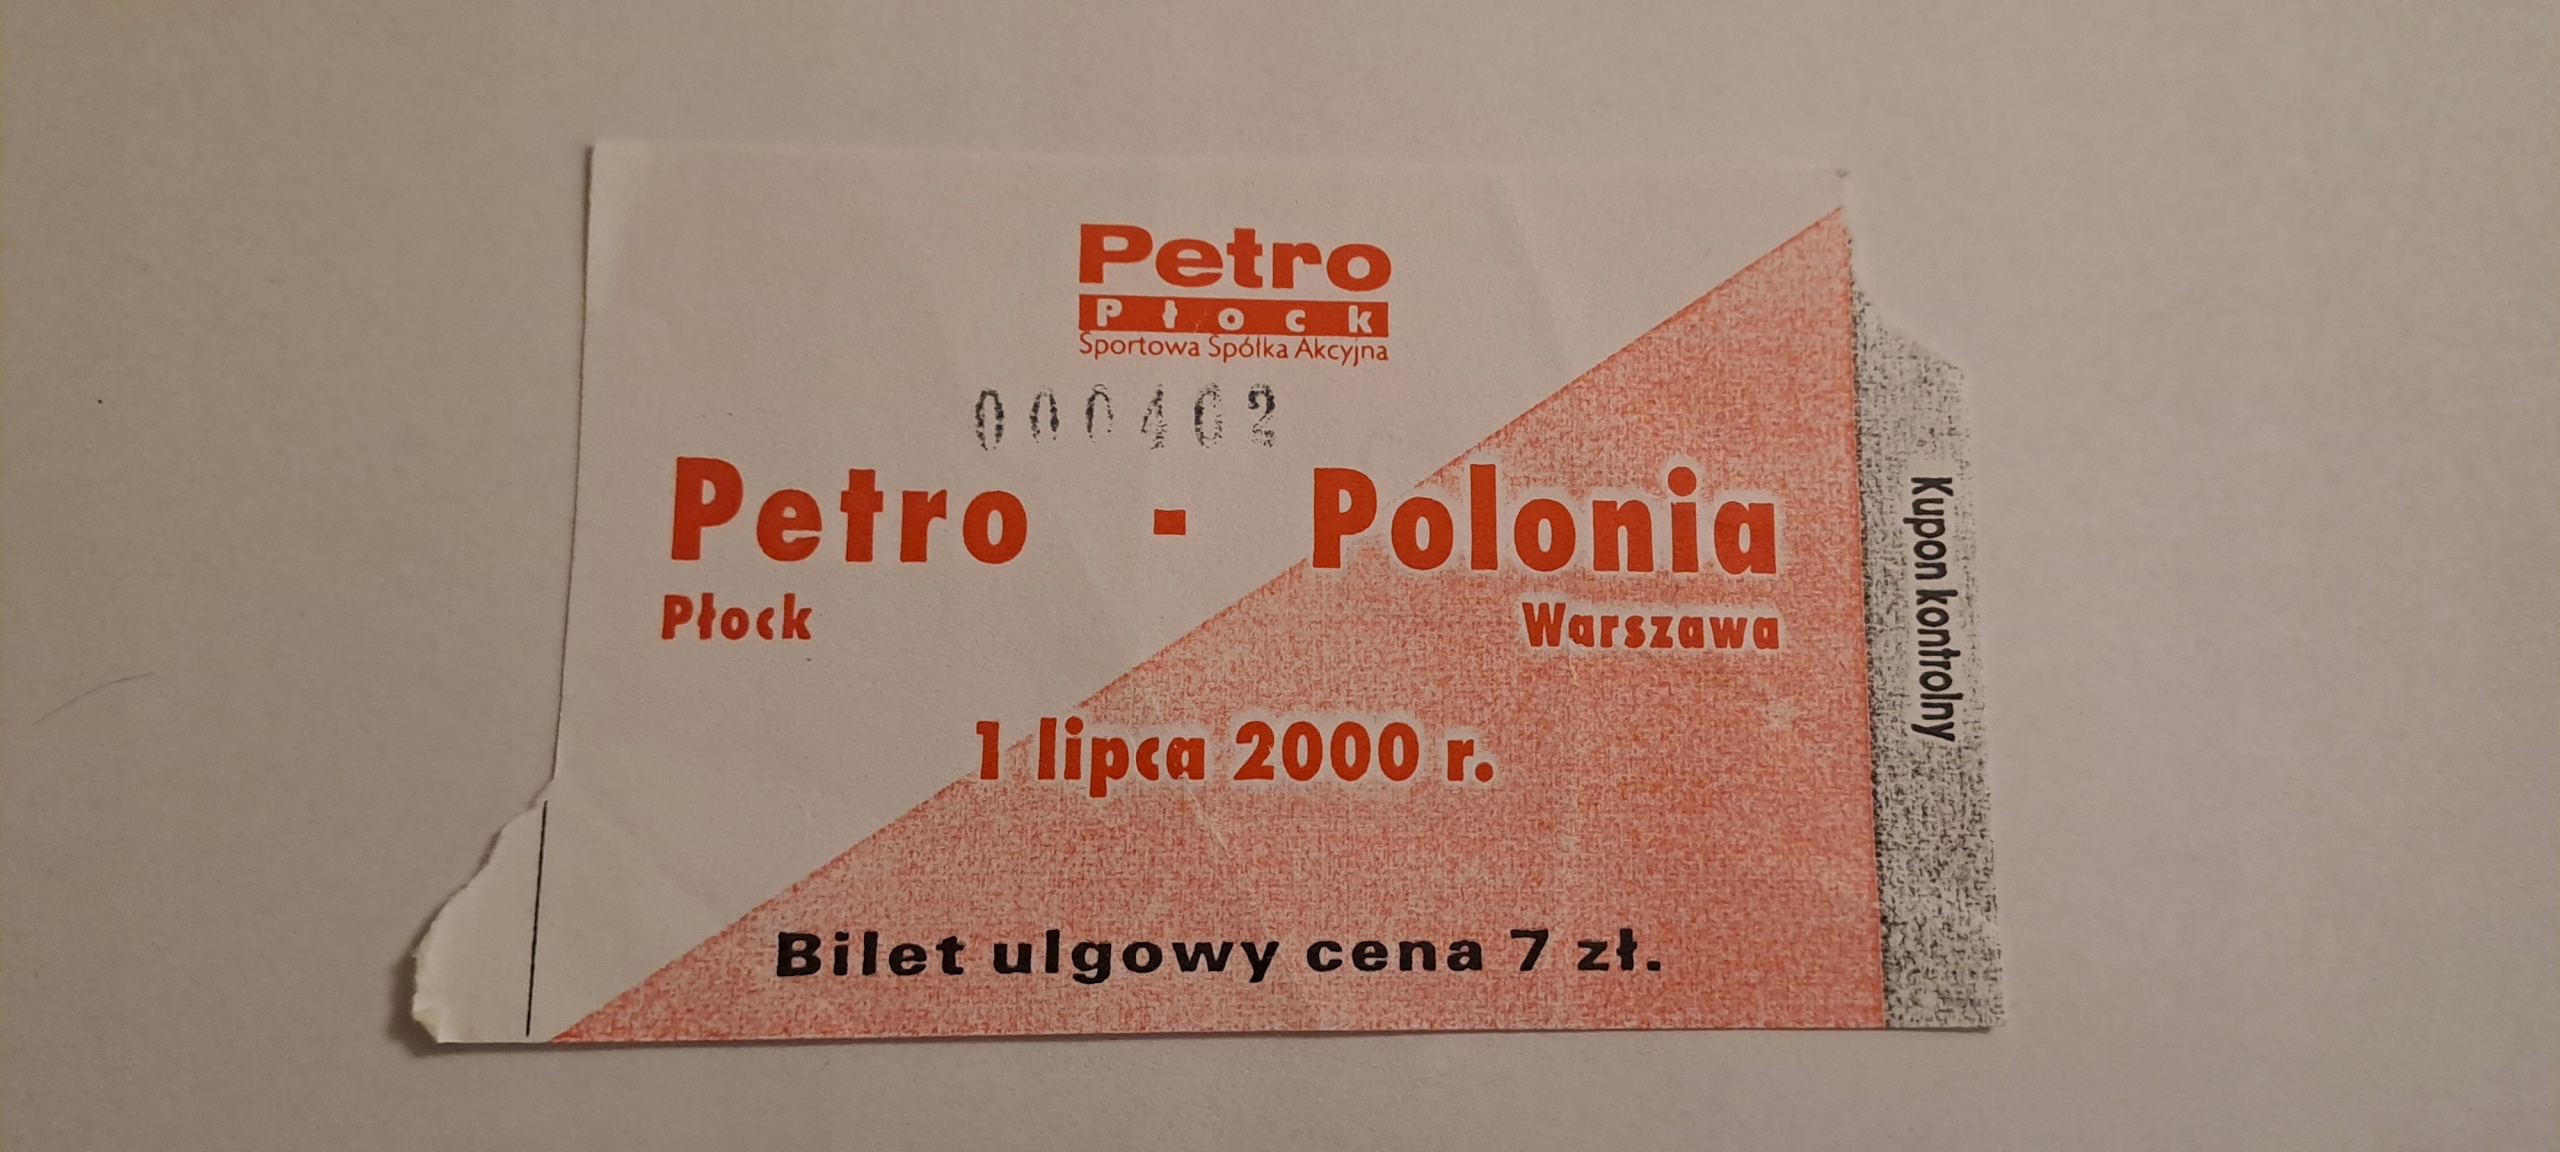 Petro
Płock
Sportowa Spółka Akcyjna
000402
Petro - Polonia
Płock Warszawa
1 lipca 2000 r.
Bilet ulgowy cena 7 zł.
Kupon kontrolny